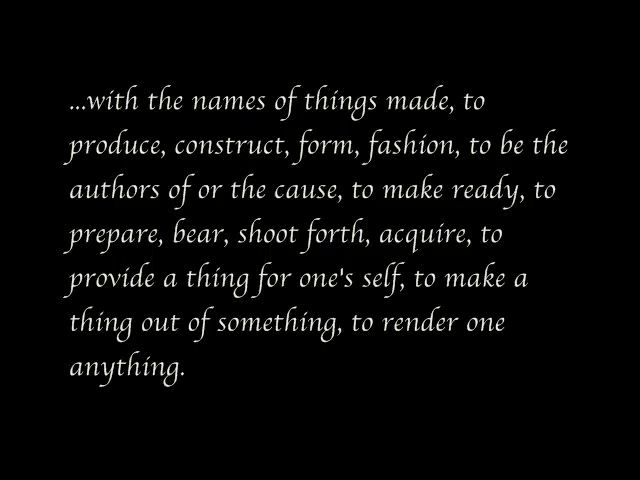 ...with the names of things made, to
produce, construct, form, fashion, to be the
authors of or the cause, to make ready, to
prepare, bear, shoot forth, acquire, to
provide a thing for one's self, to make a
thing out of something, to render one
anything.